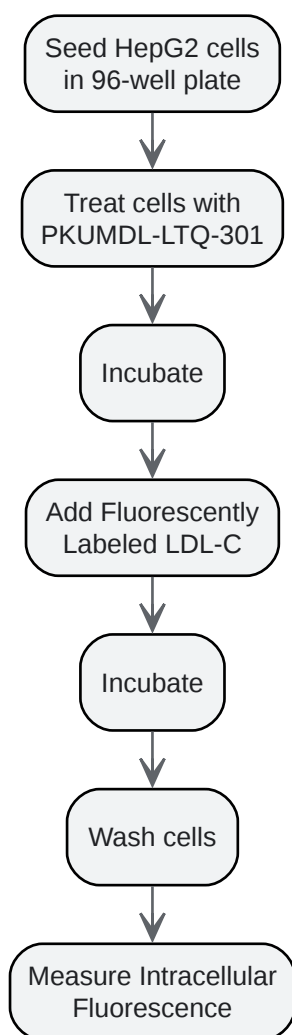 Seed HepG2 cells
in 96-well plate
Treat cells with
PKUMDL-LTQ-301
Incubate
Add Fluorescently
Labeled LDL-C
Incubate
Wash cells
Measure Intracellular
Fluorescence